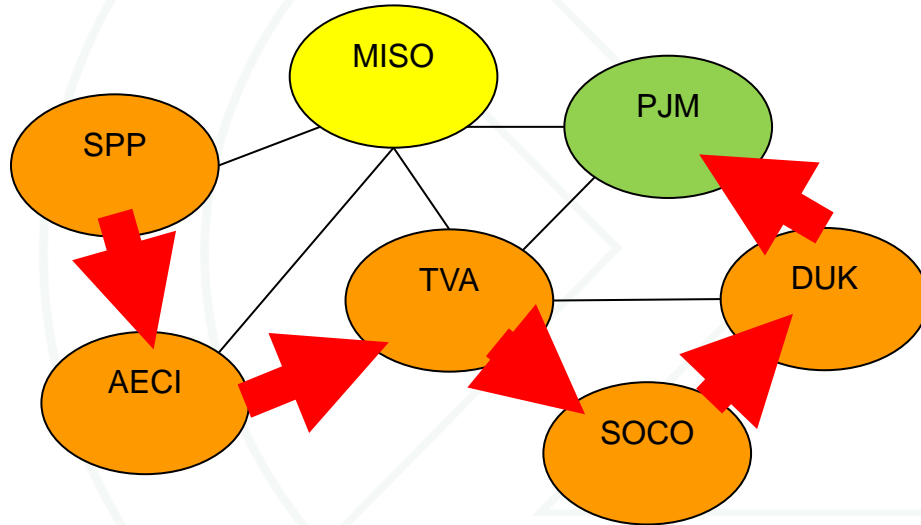 MISO
PJM
SPP
TVA
DUK
AECI
SOCO